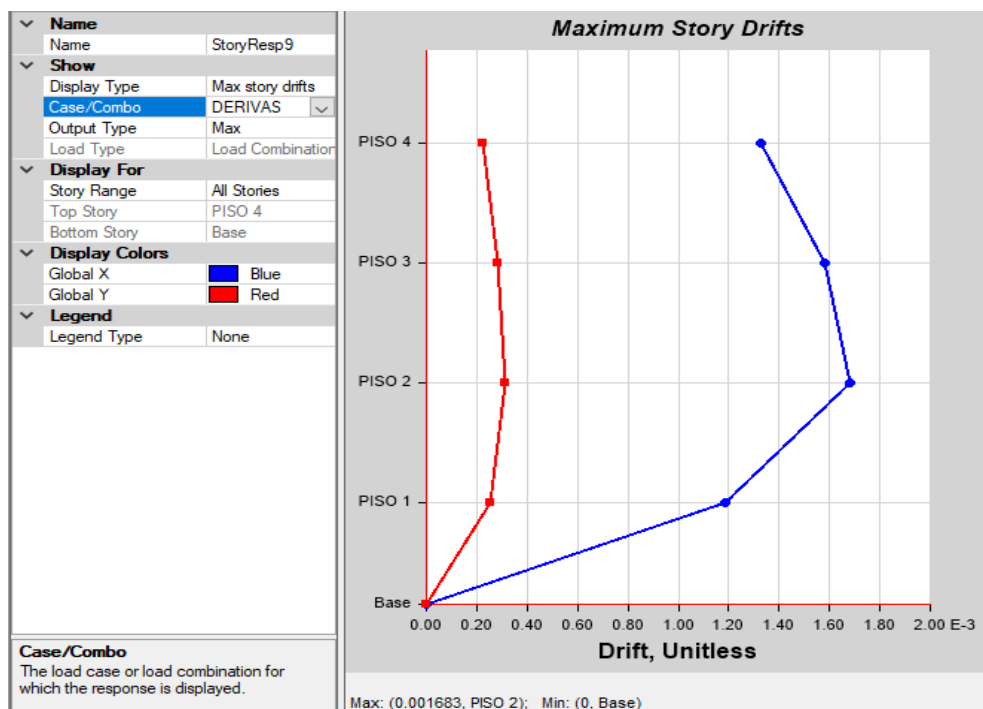 Name
Name StoryResp9
Show
Display Type Max story drifts
Case/Combo DERIVAS
Output Type Max
Load Type Load Combination
Display For
Story Range All Stories
Top Story PISO 4
Bottom Story Base
Display Colors
Global X Blue
Global Y Red
Legend
Legend Type None
Case/Combo
The load case or load combination for
which the response is displayed.
Maximum Story Drifts
PISO 4
PISO 3
PISO 2
PISO 1
Base
0.00 0.20 0.40 0.60 0.80 1.00 1.20 1.40 1.60 1.80 2.00 E-3
Drift, Unitless
Max: (0.001683, PISO 2); Min: (0, Base)